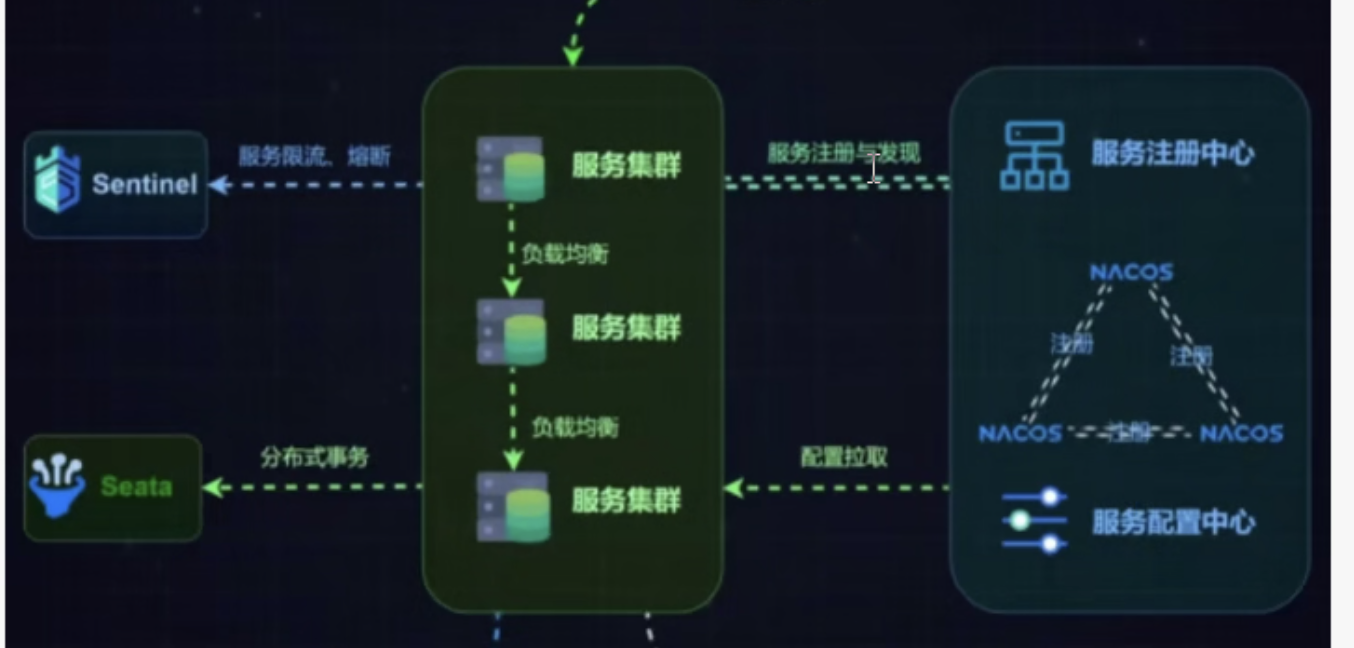 服务限流、熔断
Sentinel
服务集群
服务注册与发现
服务注册中心
负载均衡
NACOS
服务集群
注册
注册
负载均衡
NACOS
注册
NACOS
分布式事务
Seata
服务集群
配置拉取
服务配置中心